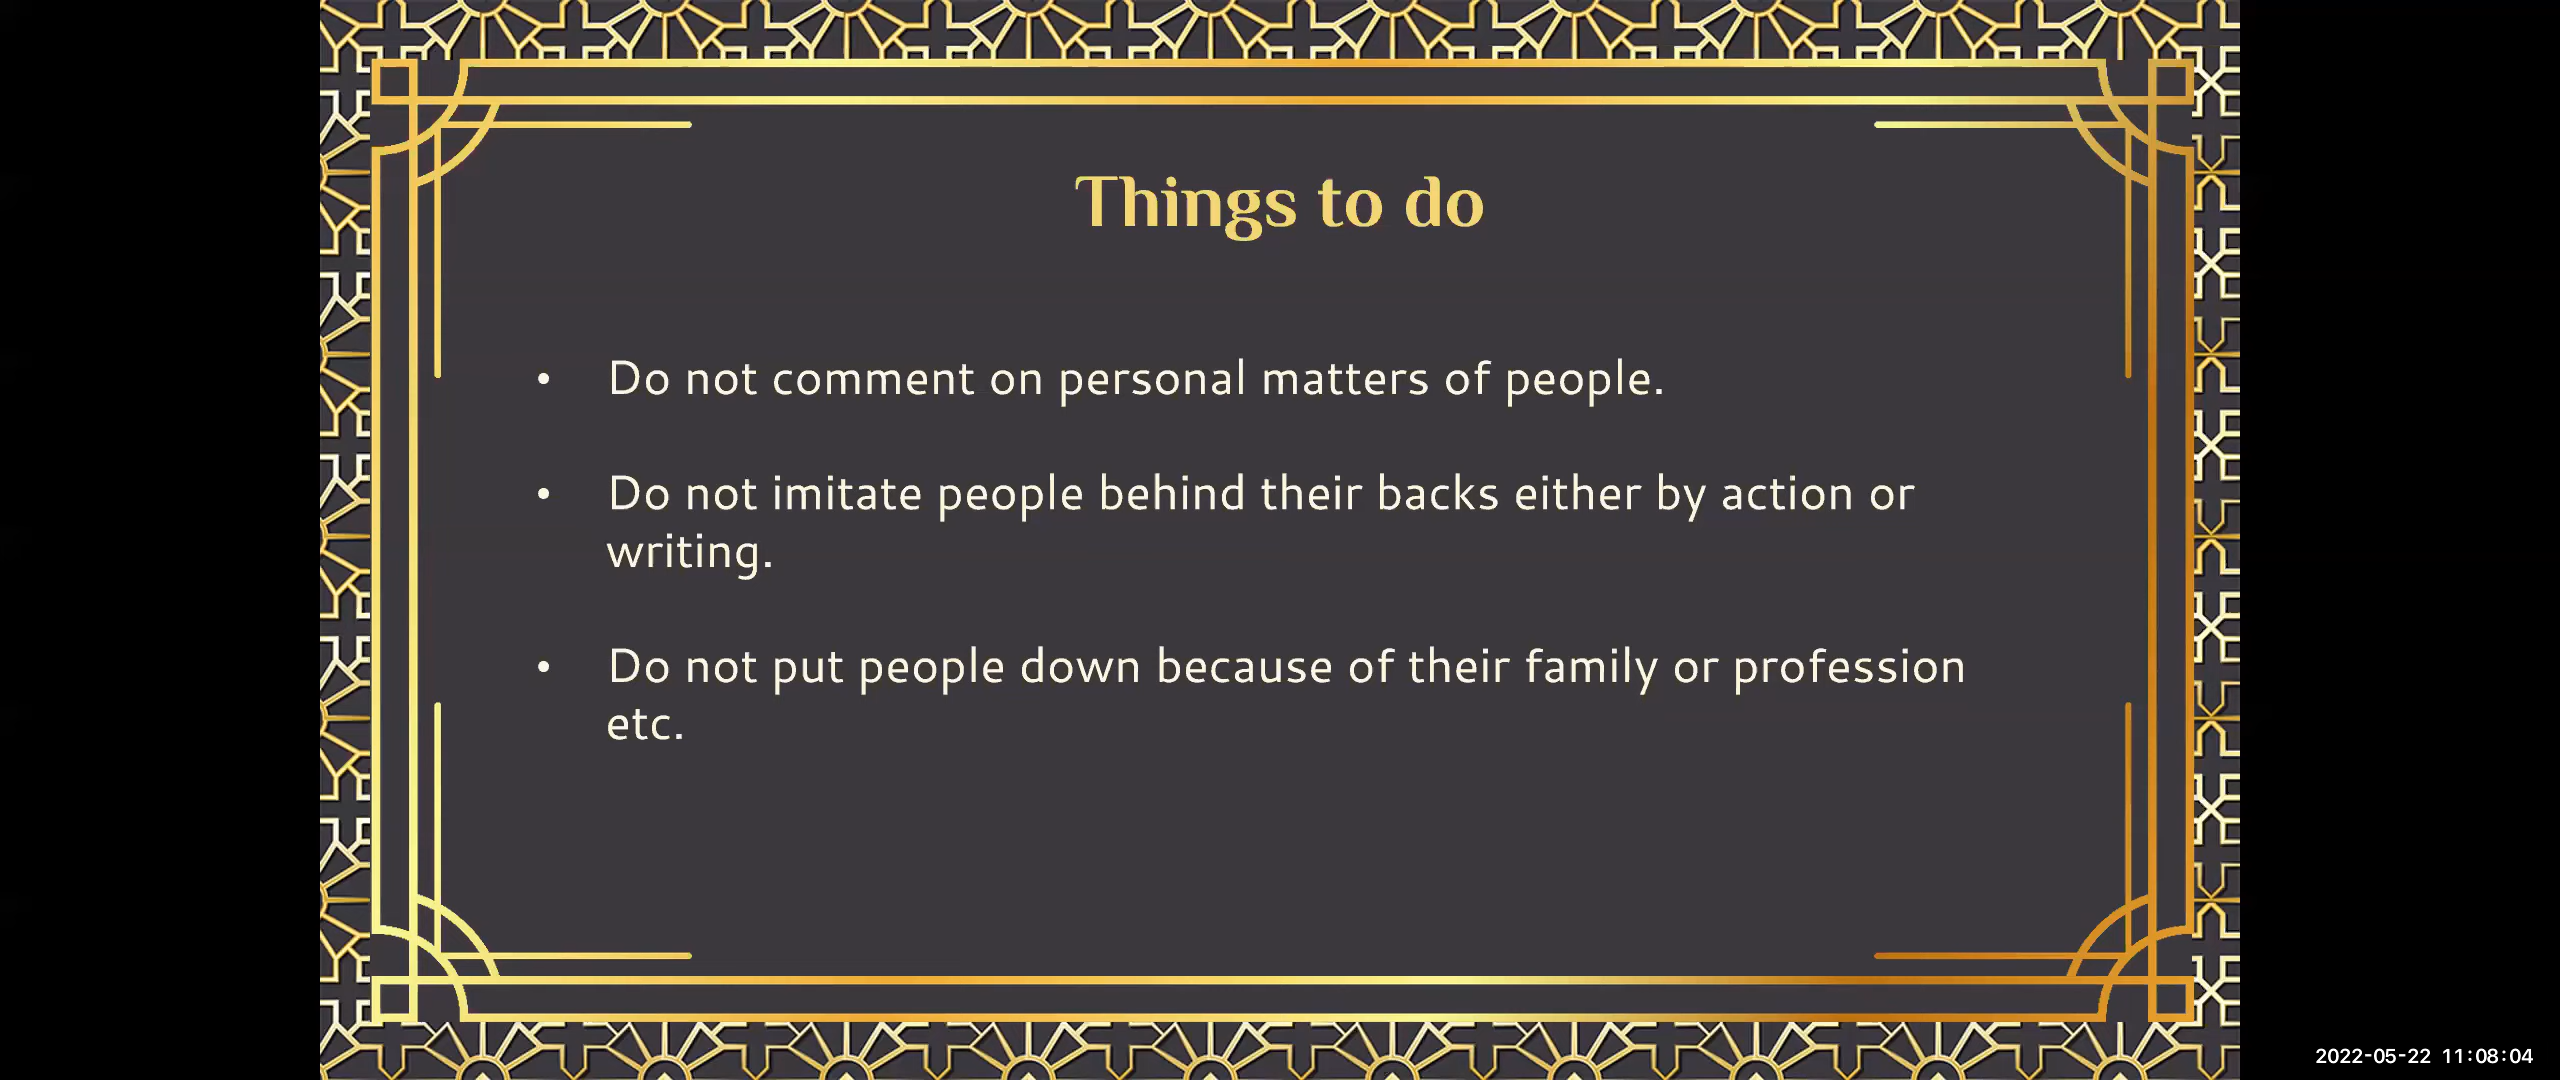 Things to do
• Do not comment on personal matters of people.
• Do not imitate people behind their backs either by action or
writing.
• Do not put people down because of their family or profession
etc.
2022-05-22 11:08:04